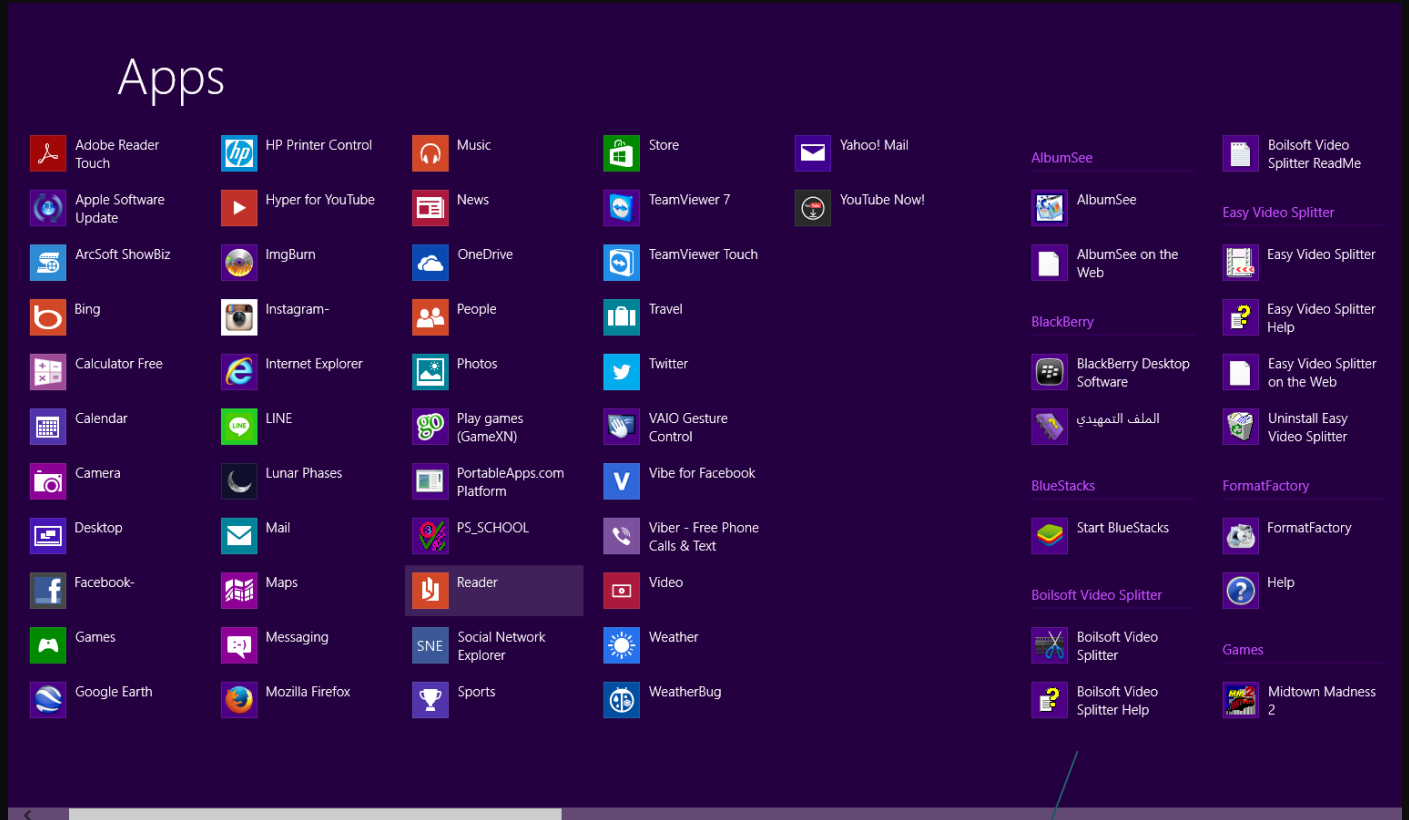 Apps
Adobe Reader
Touch
Apple Software
Update
ArcSoft ShowBiz
Bing
Calculator Free
Calendar
Camera
Desktop
Facebook-
Games
Google Earth
HP Printer Control
Hyper for YouTube
ImgBurn
Instagram-
Internet Explorer
LINE
LINE
Lunar Phases
Mail
Maps
Messaging
Mozilla Firefox
Music
News
OneDrive
People
Photos
Play games
(GameXN)
PortableApps.com
Platform
PS_SCHOOL
Reader
SNE
Social Network
Explorer
Sports
Store
TeamViewer 7
TeamViewer Touch
Travel
Twitter
VAIO Gesture
Control
Vibe for Facebook
Viber - Free Phone
Calls & Text
Video
Weather
WeatherBug
Yahoo! Mail
YouTube Now!
AlbumSee
AlbumSee
AlbumSee on the
Web
BlackBerry
BlackBerry Desktop
Software
الملف التمهيدي
BlueStacks
Start BlueStacks
Boilsoft Video Splitter
Boilsoft Video
Splitter
Boilsoft Video
Splitter Help
Boilsoft Video
Splitter ReadMe
Easy Video Splitter
Easy Video Splitter
Easy Video Splitter
Help
Easy Video Splitter
on the Web
Uninstall Easy
Video Splitter
FormatFactory
FormatFactory
Help
Games
Midtown Madness
2